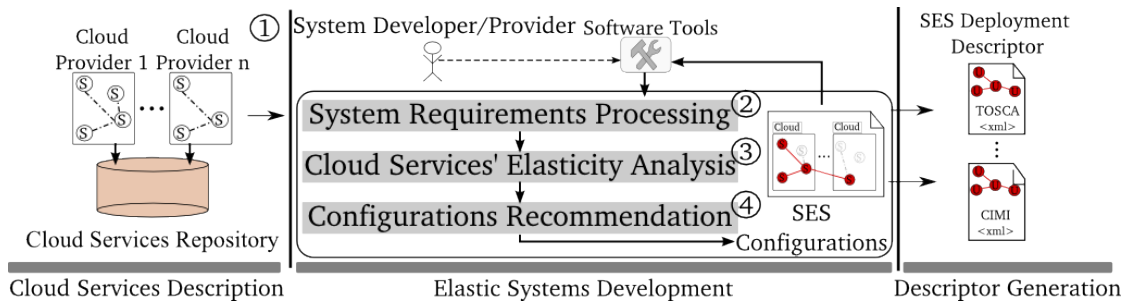 Cloud
Provider 1
Cloud
Provider n
①
S
S
S
S
S
S
S
...
Cloud Services Repository
Cloud Services Description
System Developer/Provider
Software Tools
System Requirements Processing
②
Cloud Services' Elasticity Analysis
③
Configurations Recommendation
④
Cloud
Cloud
...
S
S
S
S
S
S
SES
Configurations
Elastic Systems Development
SES Deployment
Descriptor
U
U
U
U
TOSCA
<xml>
U
U
U
U
CIMI
<xml>
Descriptor Generation